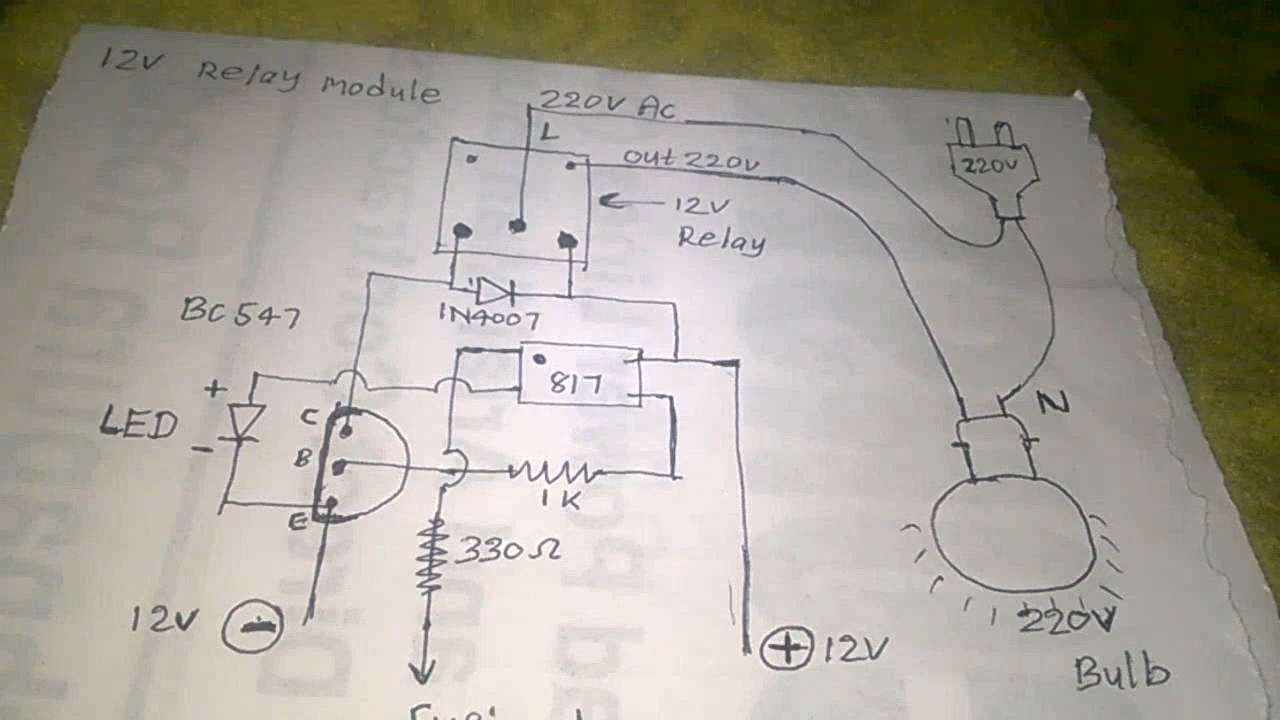 12V Relay module
220V Ac
L
out 220V
220V
12V
Relay
BC547
1N4007
+
LED
-
817
C
B
E
N
1K
330Ω
12V -
+ 12V
220V
Bulb